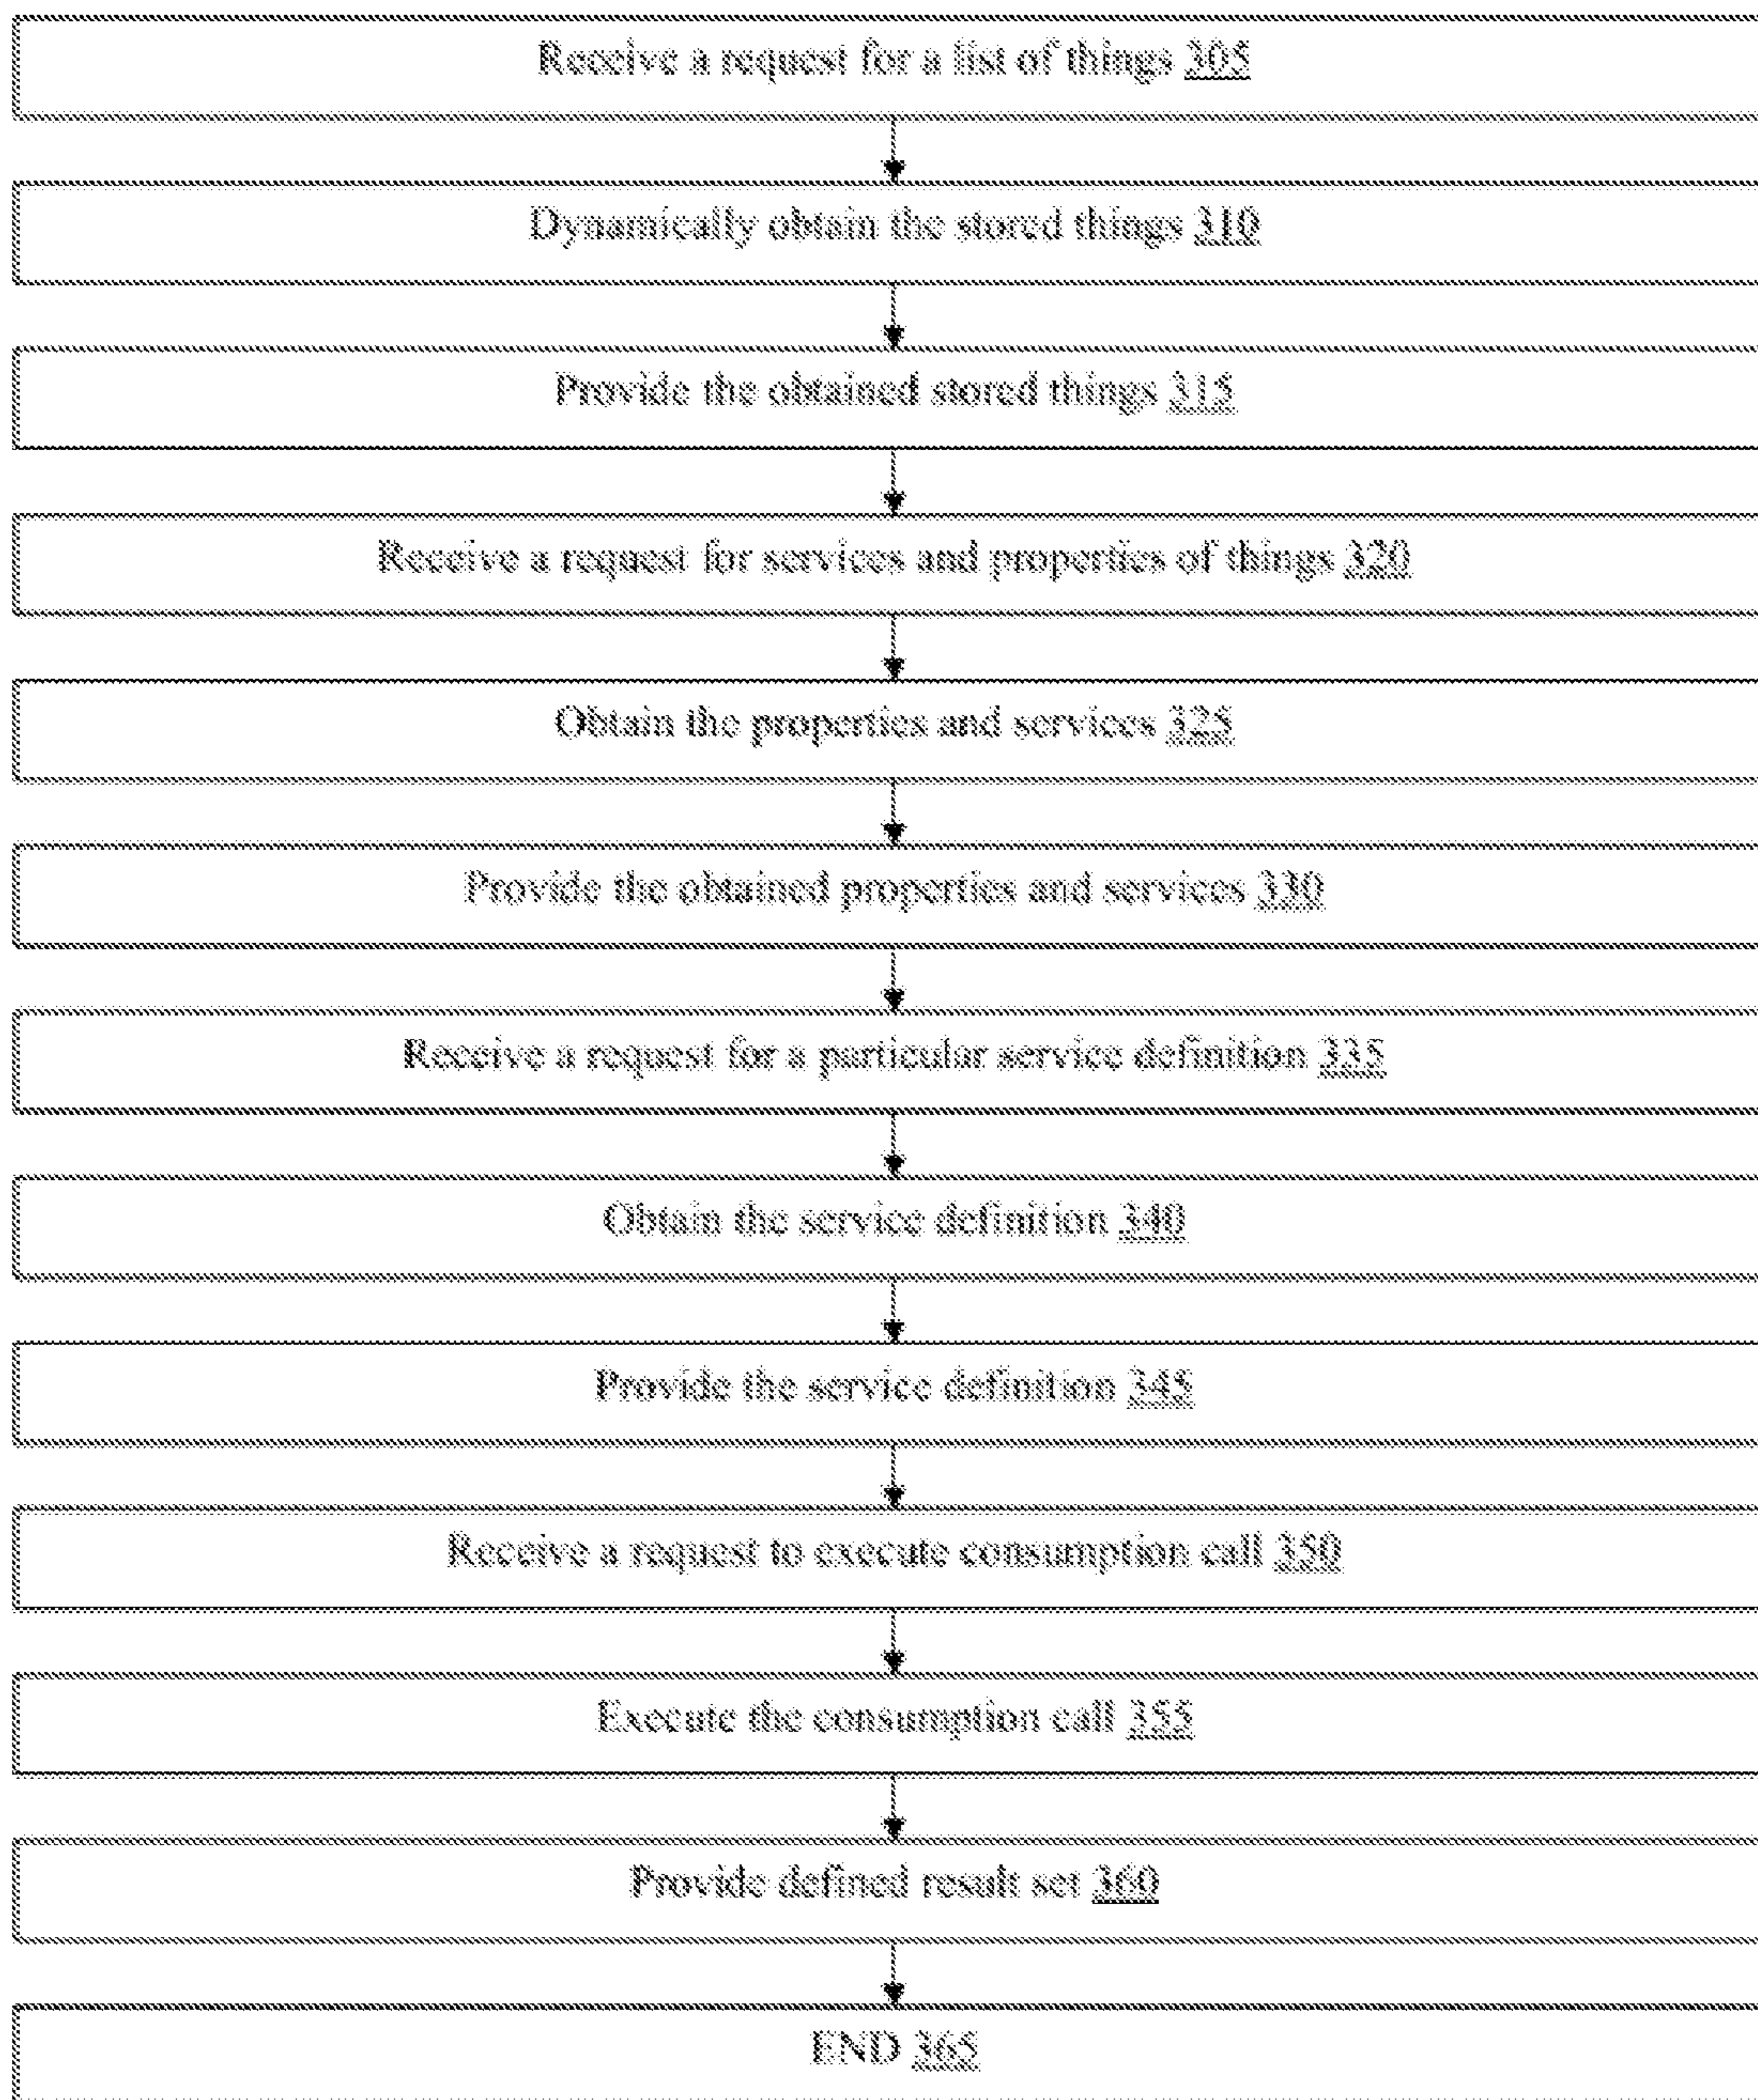 Receive a request for a list of things 305
Dynamically obtain the stored things 310
Provide the obtained stored things 315
Receive a request for services and properties of things 320
Obtain the properties and services 325
Provide the obtained properties and services 330
Receive a request for a particular service definition 335
Obtain the service definition 340
Provide the service definition 345
Receive a request to execute consumption call 350
Execute the consumption call 355
Provide defined result set 360
END 365